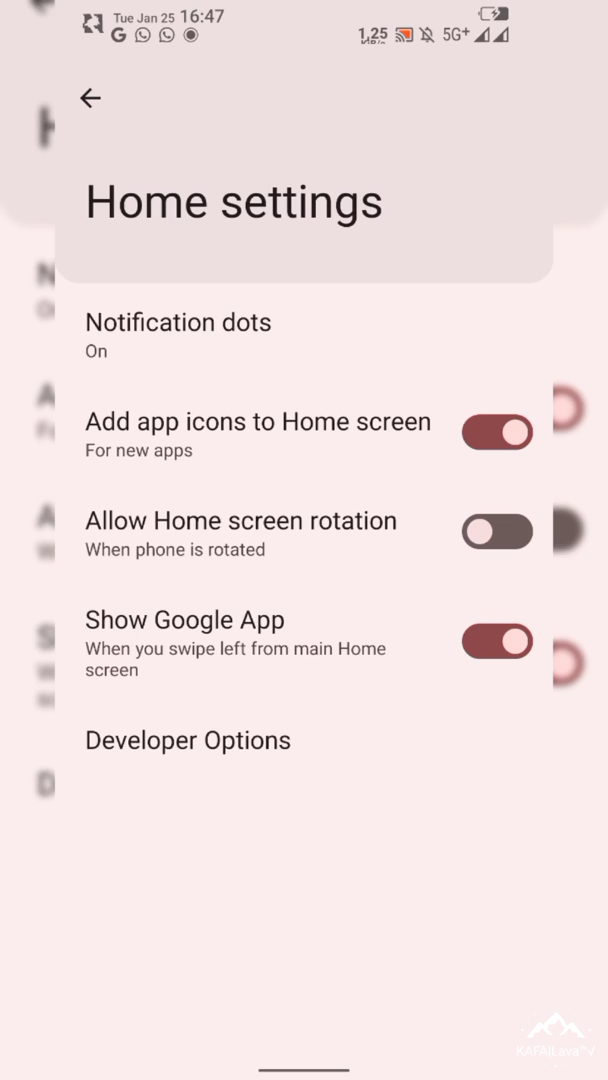 Tue Jan 25 16:47
1,25
5G+
Home settings
Notification dots
On
Add app icons to Home screen
For new apps
Allow Home screen rotation
When phone is rotated
Show Google App
When you swipe left from main Home
screen
Developer Options
KAFAILavaTV